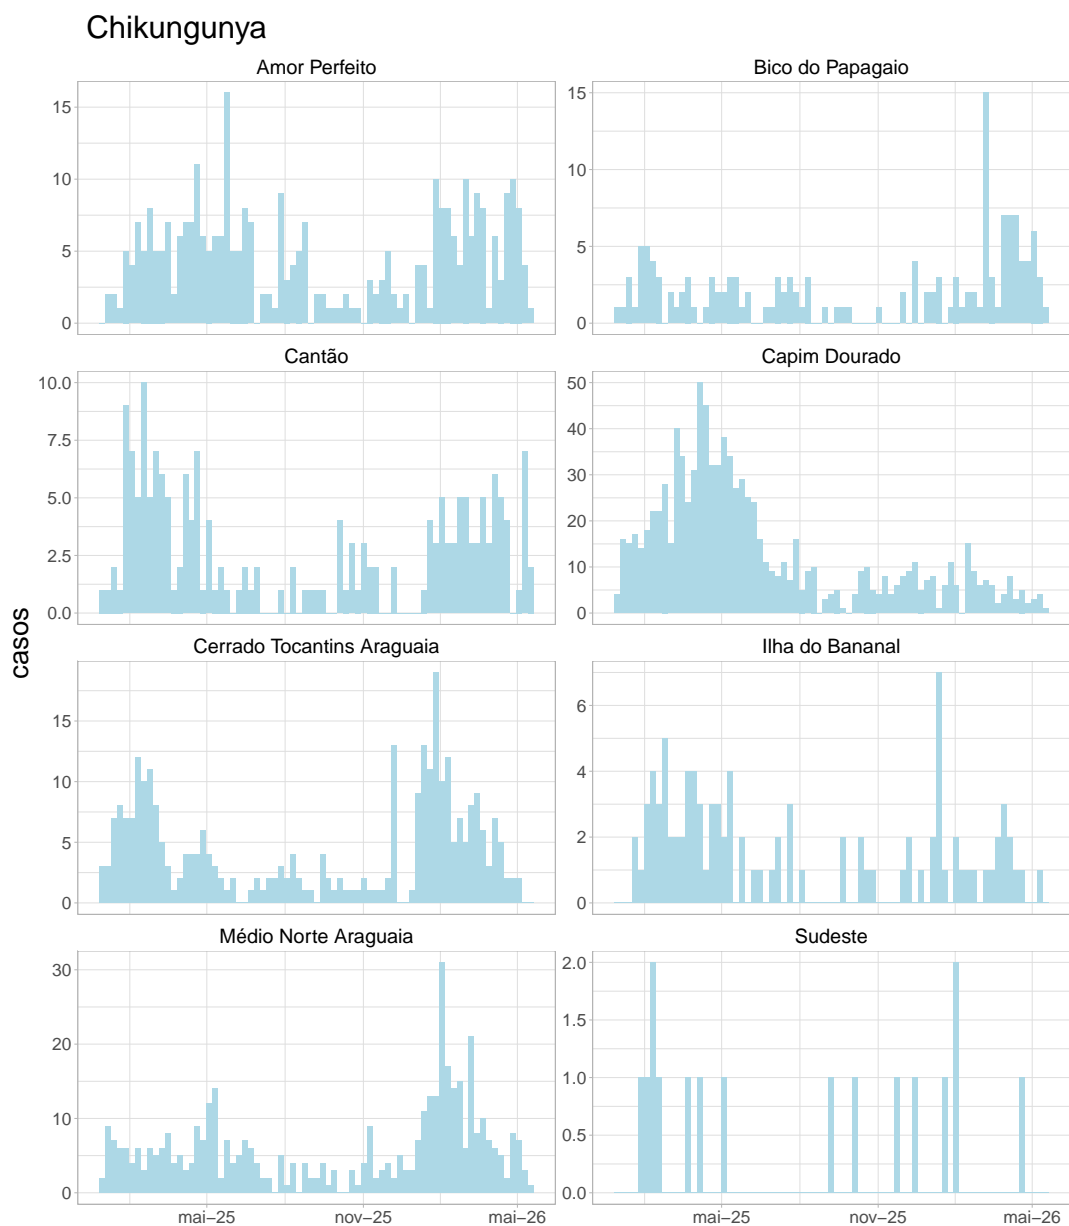 Chikungunya
Amor Perfeito
Bico do Papagaio
15
10
5
0
15
10
5
0
Cantão
Capim Dourado
10.0
7.5
5.0
2.5
0.0
50
40
30
20
10
0
casos
Cerrado Tocantins Araguaia
Ilha do Bananal
15
10
5
0
6
4
2
0
Médio Norte Araguaia
Sudeste
30
20
10
0
2.0
1.5
1.0
0.5
0.0
mai–25
nov–25
mai–26
mai–25
nov–25
mai–26